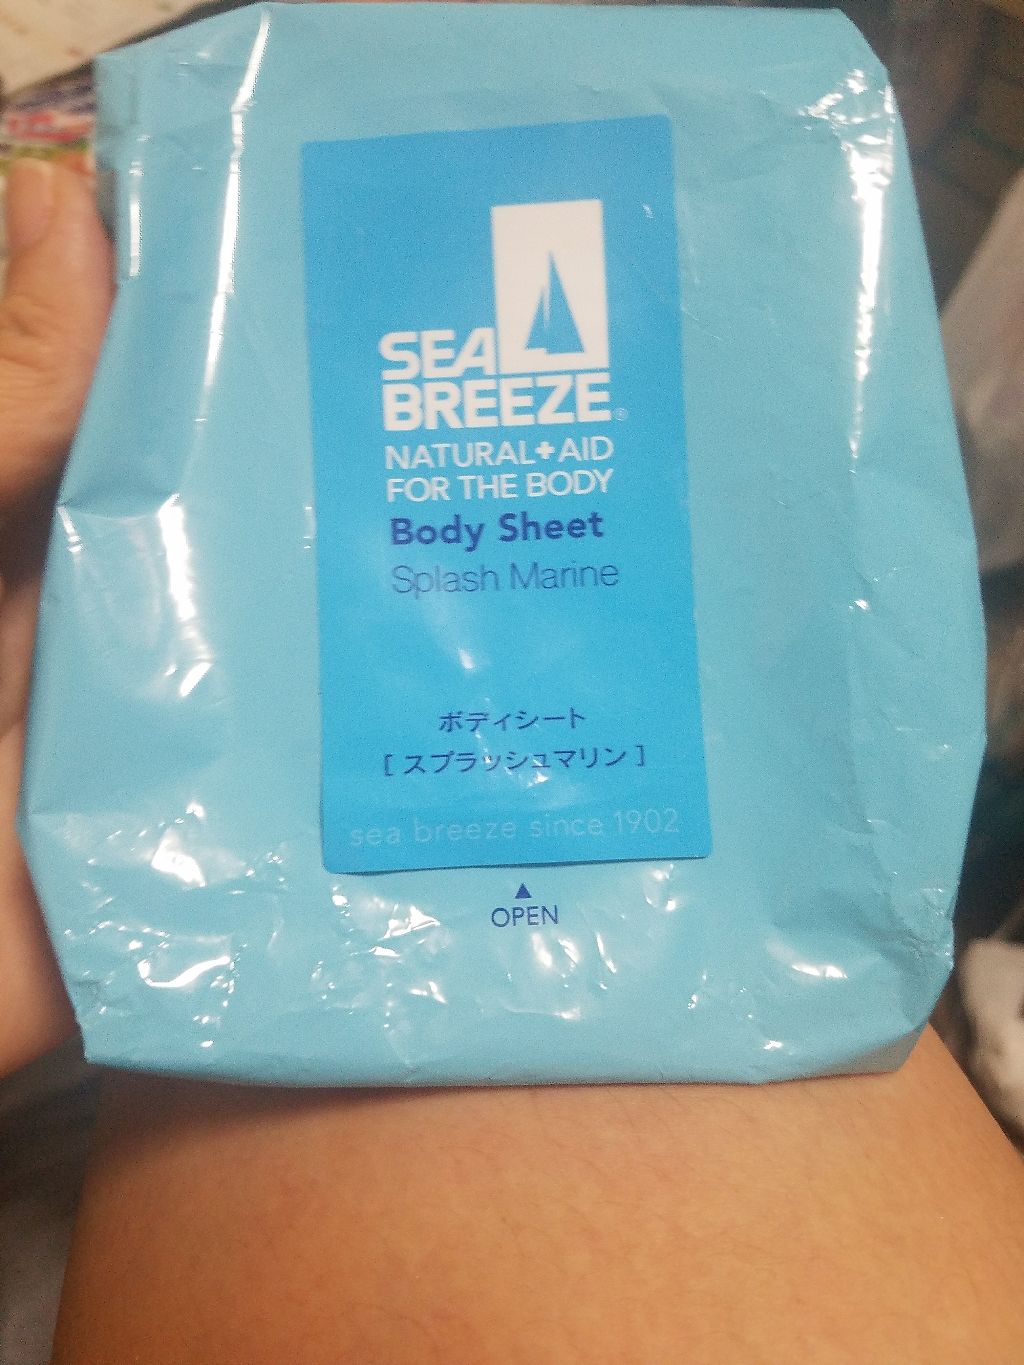 SEA
BREEZE®
NATURAL+AID
FOR THE BODY
Body Sheet
Splash Marine
ボディシート
[ スプラッシュマリン ]
sea breeze since 1902
▲
OPEN